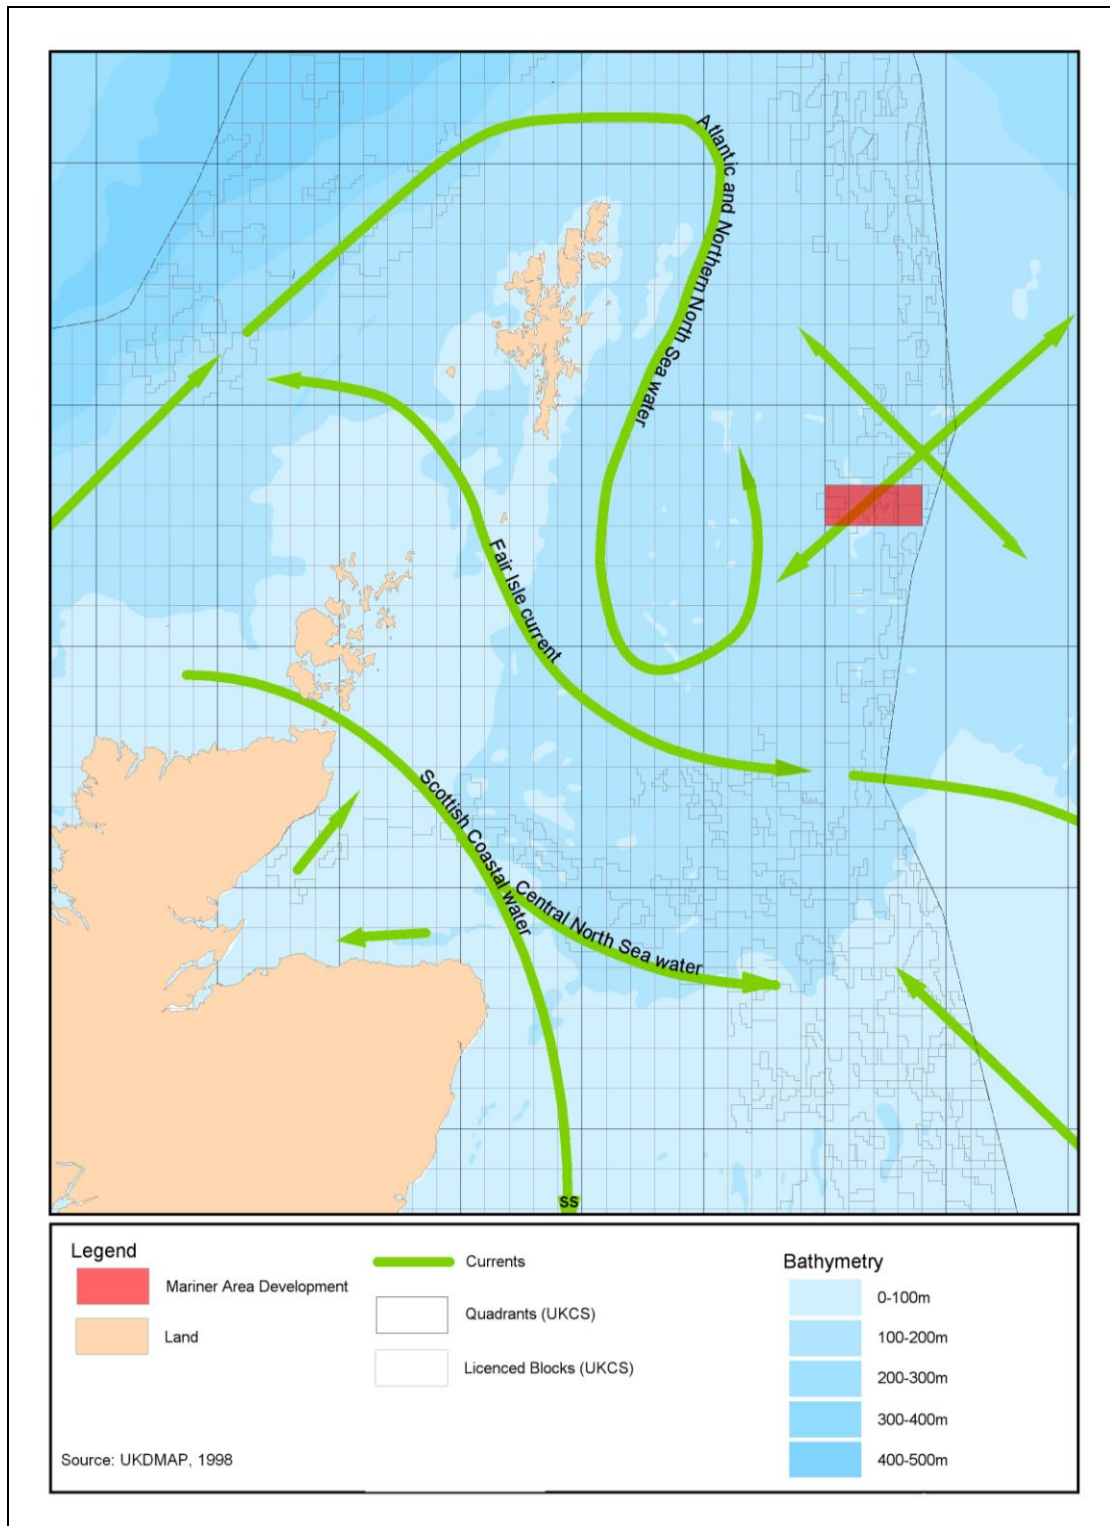 Atlantic and Northern North Sea water
Fair Isle current
Scottish Coastal water
Central North Sea water
SS
Legend
Mariner Area Development
Land
Currents
Quadrants (UKCS)
Licenced Blocks (UKCS)
Bathymetry
0-100m
100-200m
200-300m
300-400m
400-500m
Source: UKDMAP, 1998